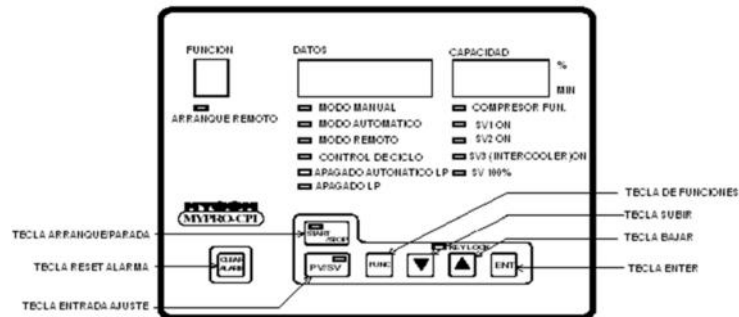 FUNCION
DATOS
CAPACIDAD
%
MIN
ARRANQUE REMOTO
MODO MANUAL
MODO AUTOMATICO
MODO REMOTO
CONTROL DE CICLO
APAGADO AUTOMATICO LP
APAGADO LP
COMPRESOR FUN.
SV1 ON
SV2 ON
SV3 (INTERCOOLER) ON
SV 100%
MYCOM
MYPRO-CPI
TECLA ARRANQUE/PARADA
TECLA RESET ALARMA
TECLA ENTRADA AJUSTE
START
/STOP
CLEAR
ALARM
PV/SV
FUNC
KEY LOCK
ENT
TECLA DE FUNCIONES
TECLA SUBIR
TECLA BAJAR
TECLA ENTER